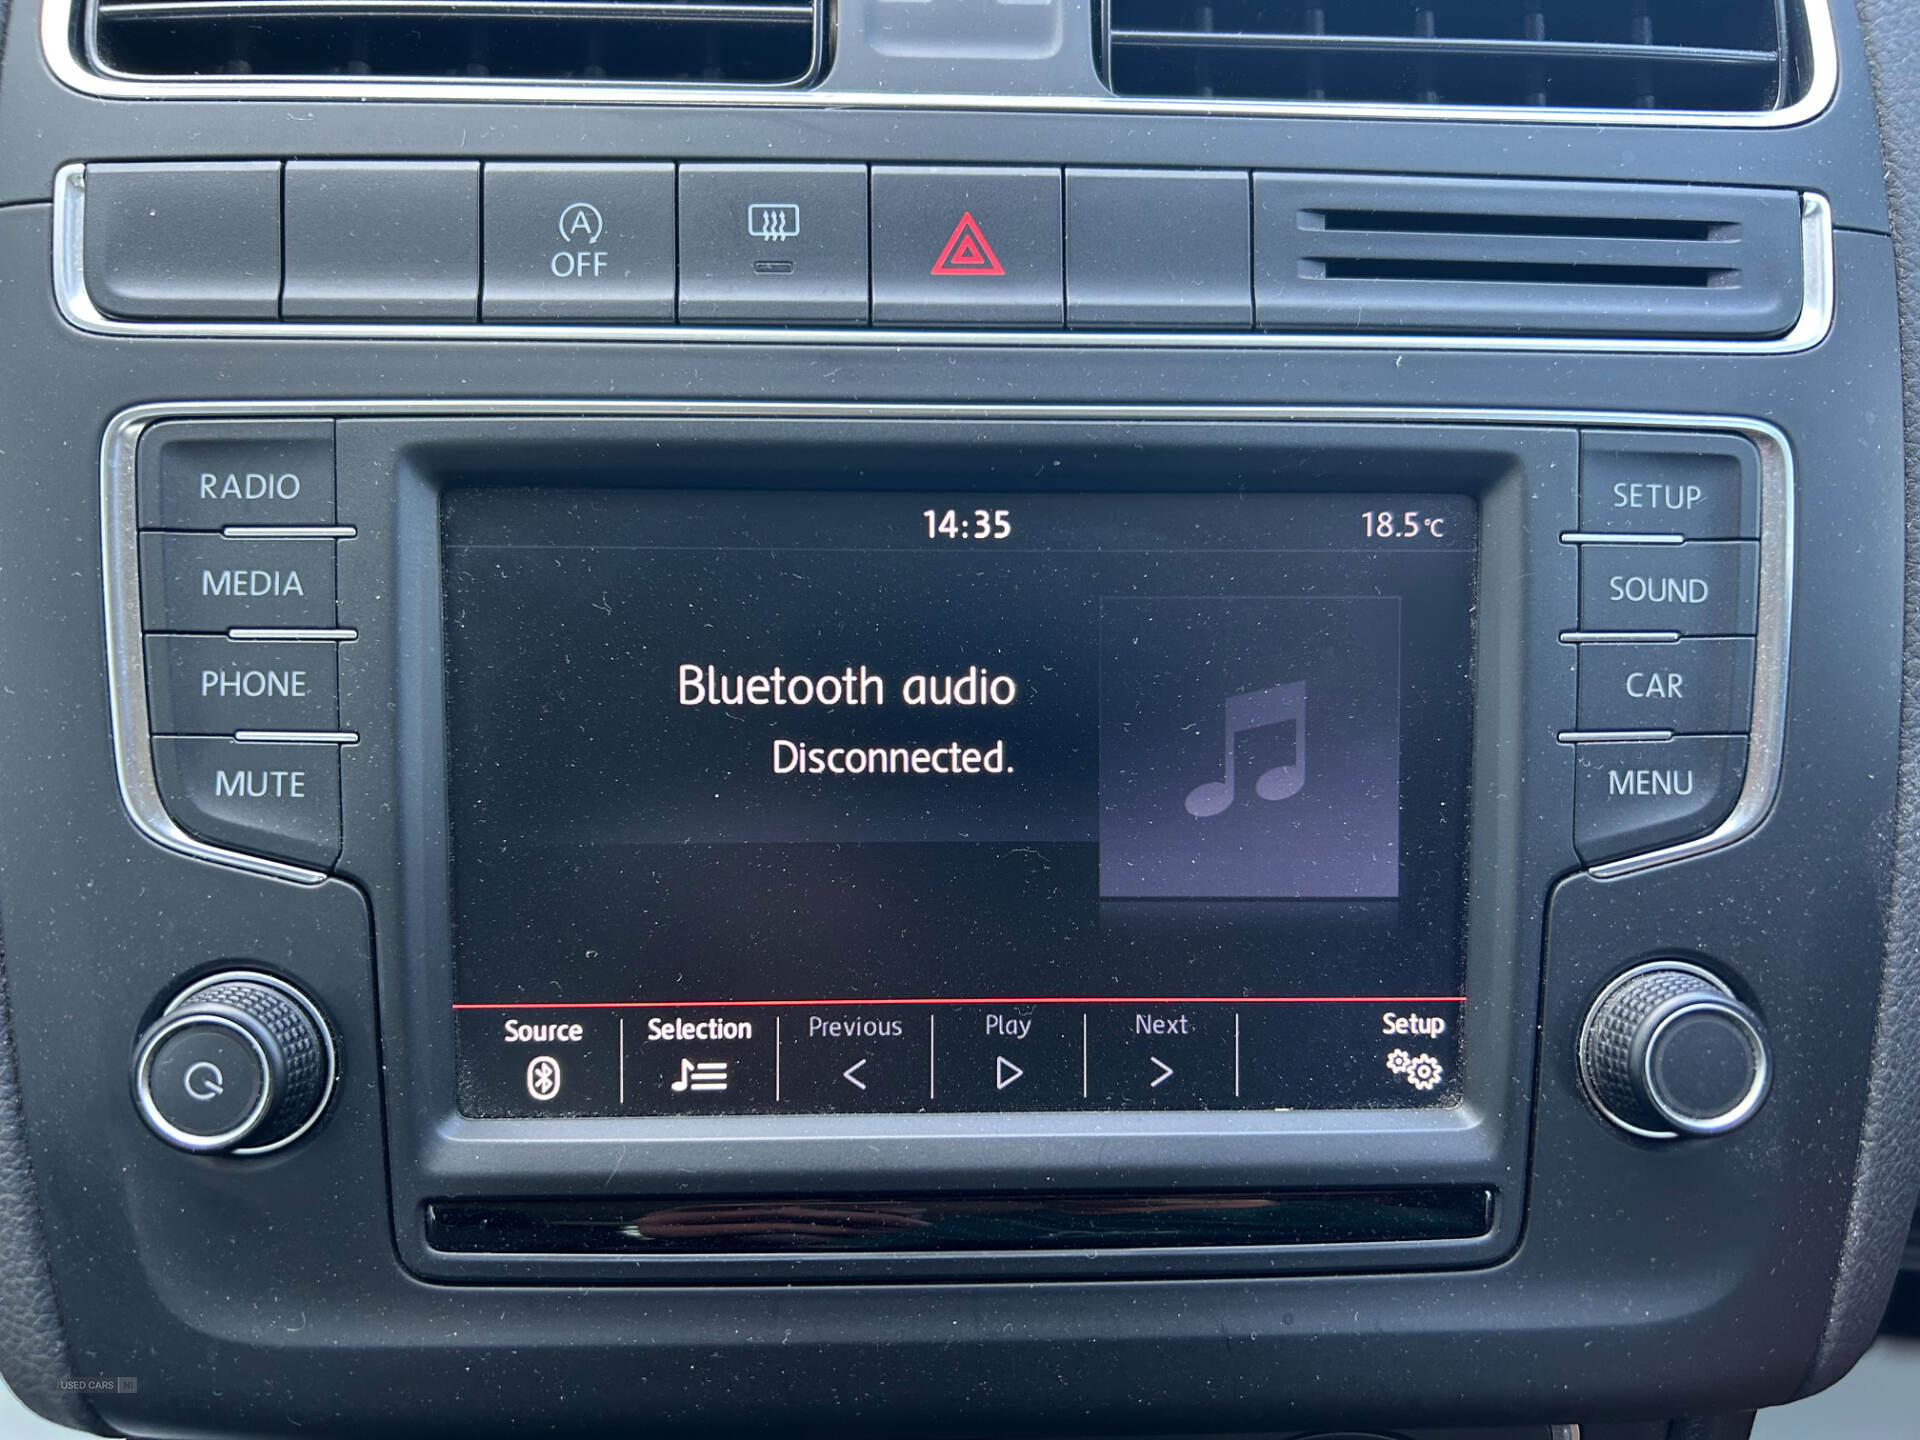 A
OFF
RADIO
MEDIA
PHONE
MUTE
14:35
18.5°C
Bluetooth audio
Disconnected.
Source
Selection
Previous
Play
Next
Setup
SETUP
SOUND
CAR
MENU
USED CARS NI